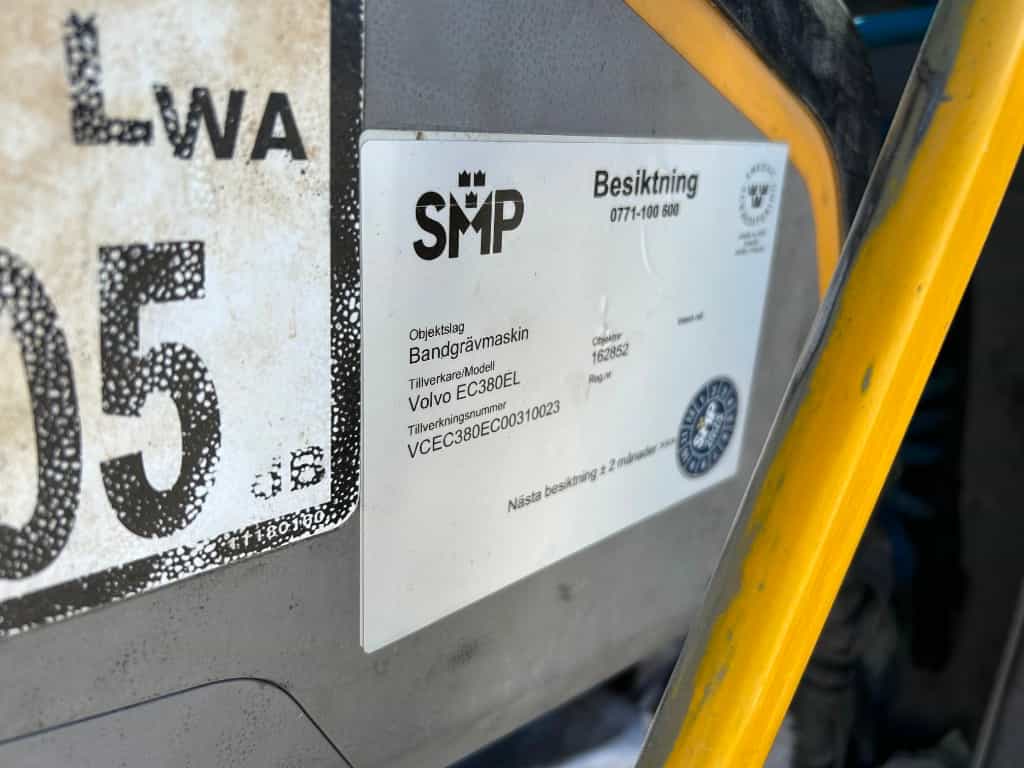 LWA
05
dB
11180100
SMP
Besiktning
0771-100 600
Objektslag
Bandgrävmaskin
Tillverkare/Modell
Volvo EC380EL
Tillverkningsnummer
VCEC380EC00310023
Objektnr
162852
Reg.nr
Nästa besiktning ± 2 månader >>>